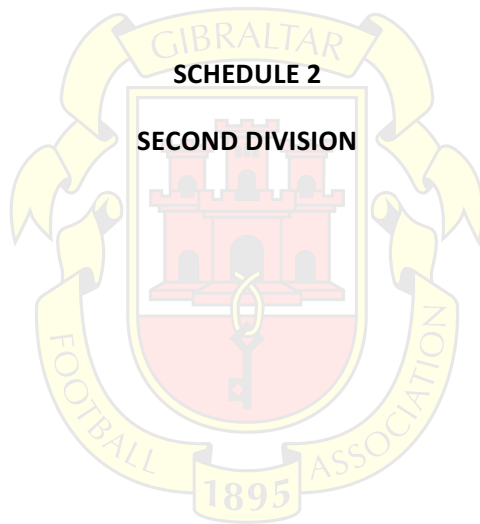 GIBRALTAR
SCHEDULE 2
SECOND DIVISION
FOOTBALL
ASSOCIATION
1895